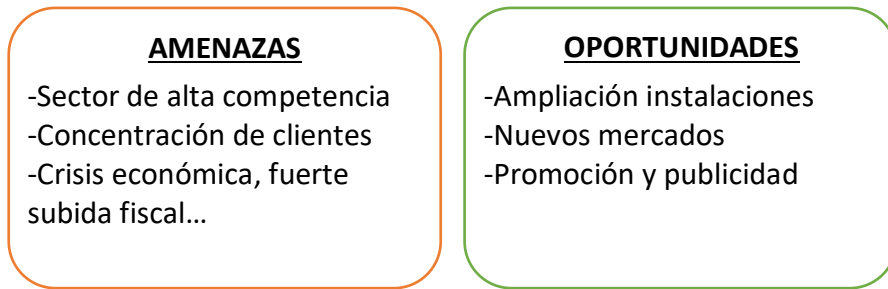 AMENAZAS
-Sector de alta competencia
-Concentración de clientes
-Crisis económica, fuerte
subida fiscal…
OPORTUNIDADES
-Ampliación instalaciones
-Nuevos mercados
-Promoción y publicidad